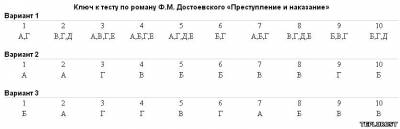 Ключ к тесту по роману Ф.М. Достоевского «Преступление и наказание»
Вариант 1
1 2 3 4 5 6 7 8 9 10
А,Г В,Г,Д А,В,Г,Е А,Б,Г,Е А,Г,Д,Е Б,Г А,Б,Г В,Г,Д,Е Б,В,Г Б,Г,Д
Вариант 2
1 2 3 4 5 6 7 8 9 10
А А Г В Б Б В В Г Б
Вариант 3
1 2 3 4 5 6 7 8 9 10
Б А Г Г В Г А Б В В
TEPLOBOST